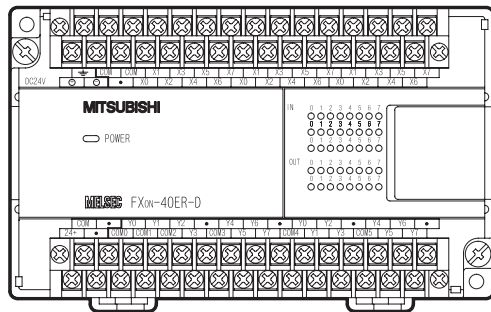 COM COM X1 X3 X5 X7 X1 X3 X5 X7 X1 X3 X5 X7
DC24V • X0 X2 X4 X6 X0 X2 X4 X6 X0 X2 X4 X6
MITSUBISHI
POWER
MELSEC FX0N-40ER-D
IN 0 1 2 3 4 5 6 7
0 1 2 3 4 5 6 7
0 1 2 3 4 5 6 7
OUT 0 1 2 3 4 5 6 7
0 1 2 3 4 5 6 7
COM • Y0 Y1 Y2 • Y4 Y6 • Y0 Y2 • Y4 Y6 •
24+ • COM0 COM1 COM2 Y3 COM3 Y5 Y7 COM4 Y1 Y3 COM5 Y5 Y7